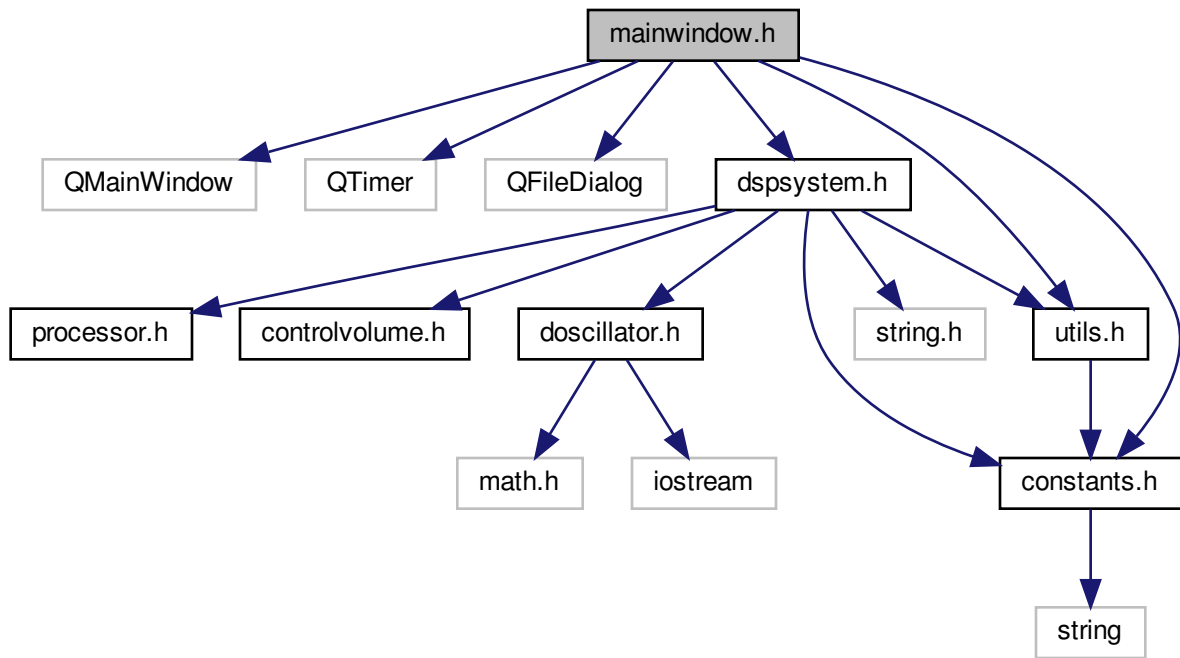 mainwindow.h
QMainWindow
QTimer
QFileDialog
dspsystem.h
processor.h
controlvolume.h
doscillator.h
string.h
utils.h
math.h
iostream
constants.h
string